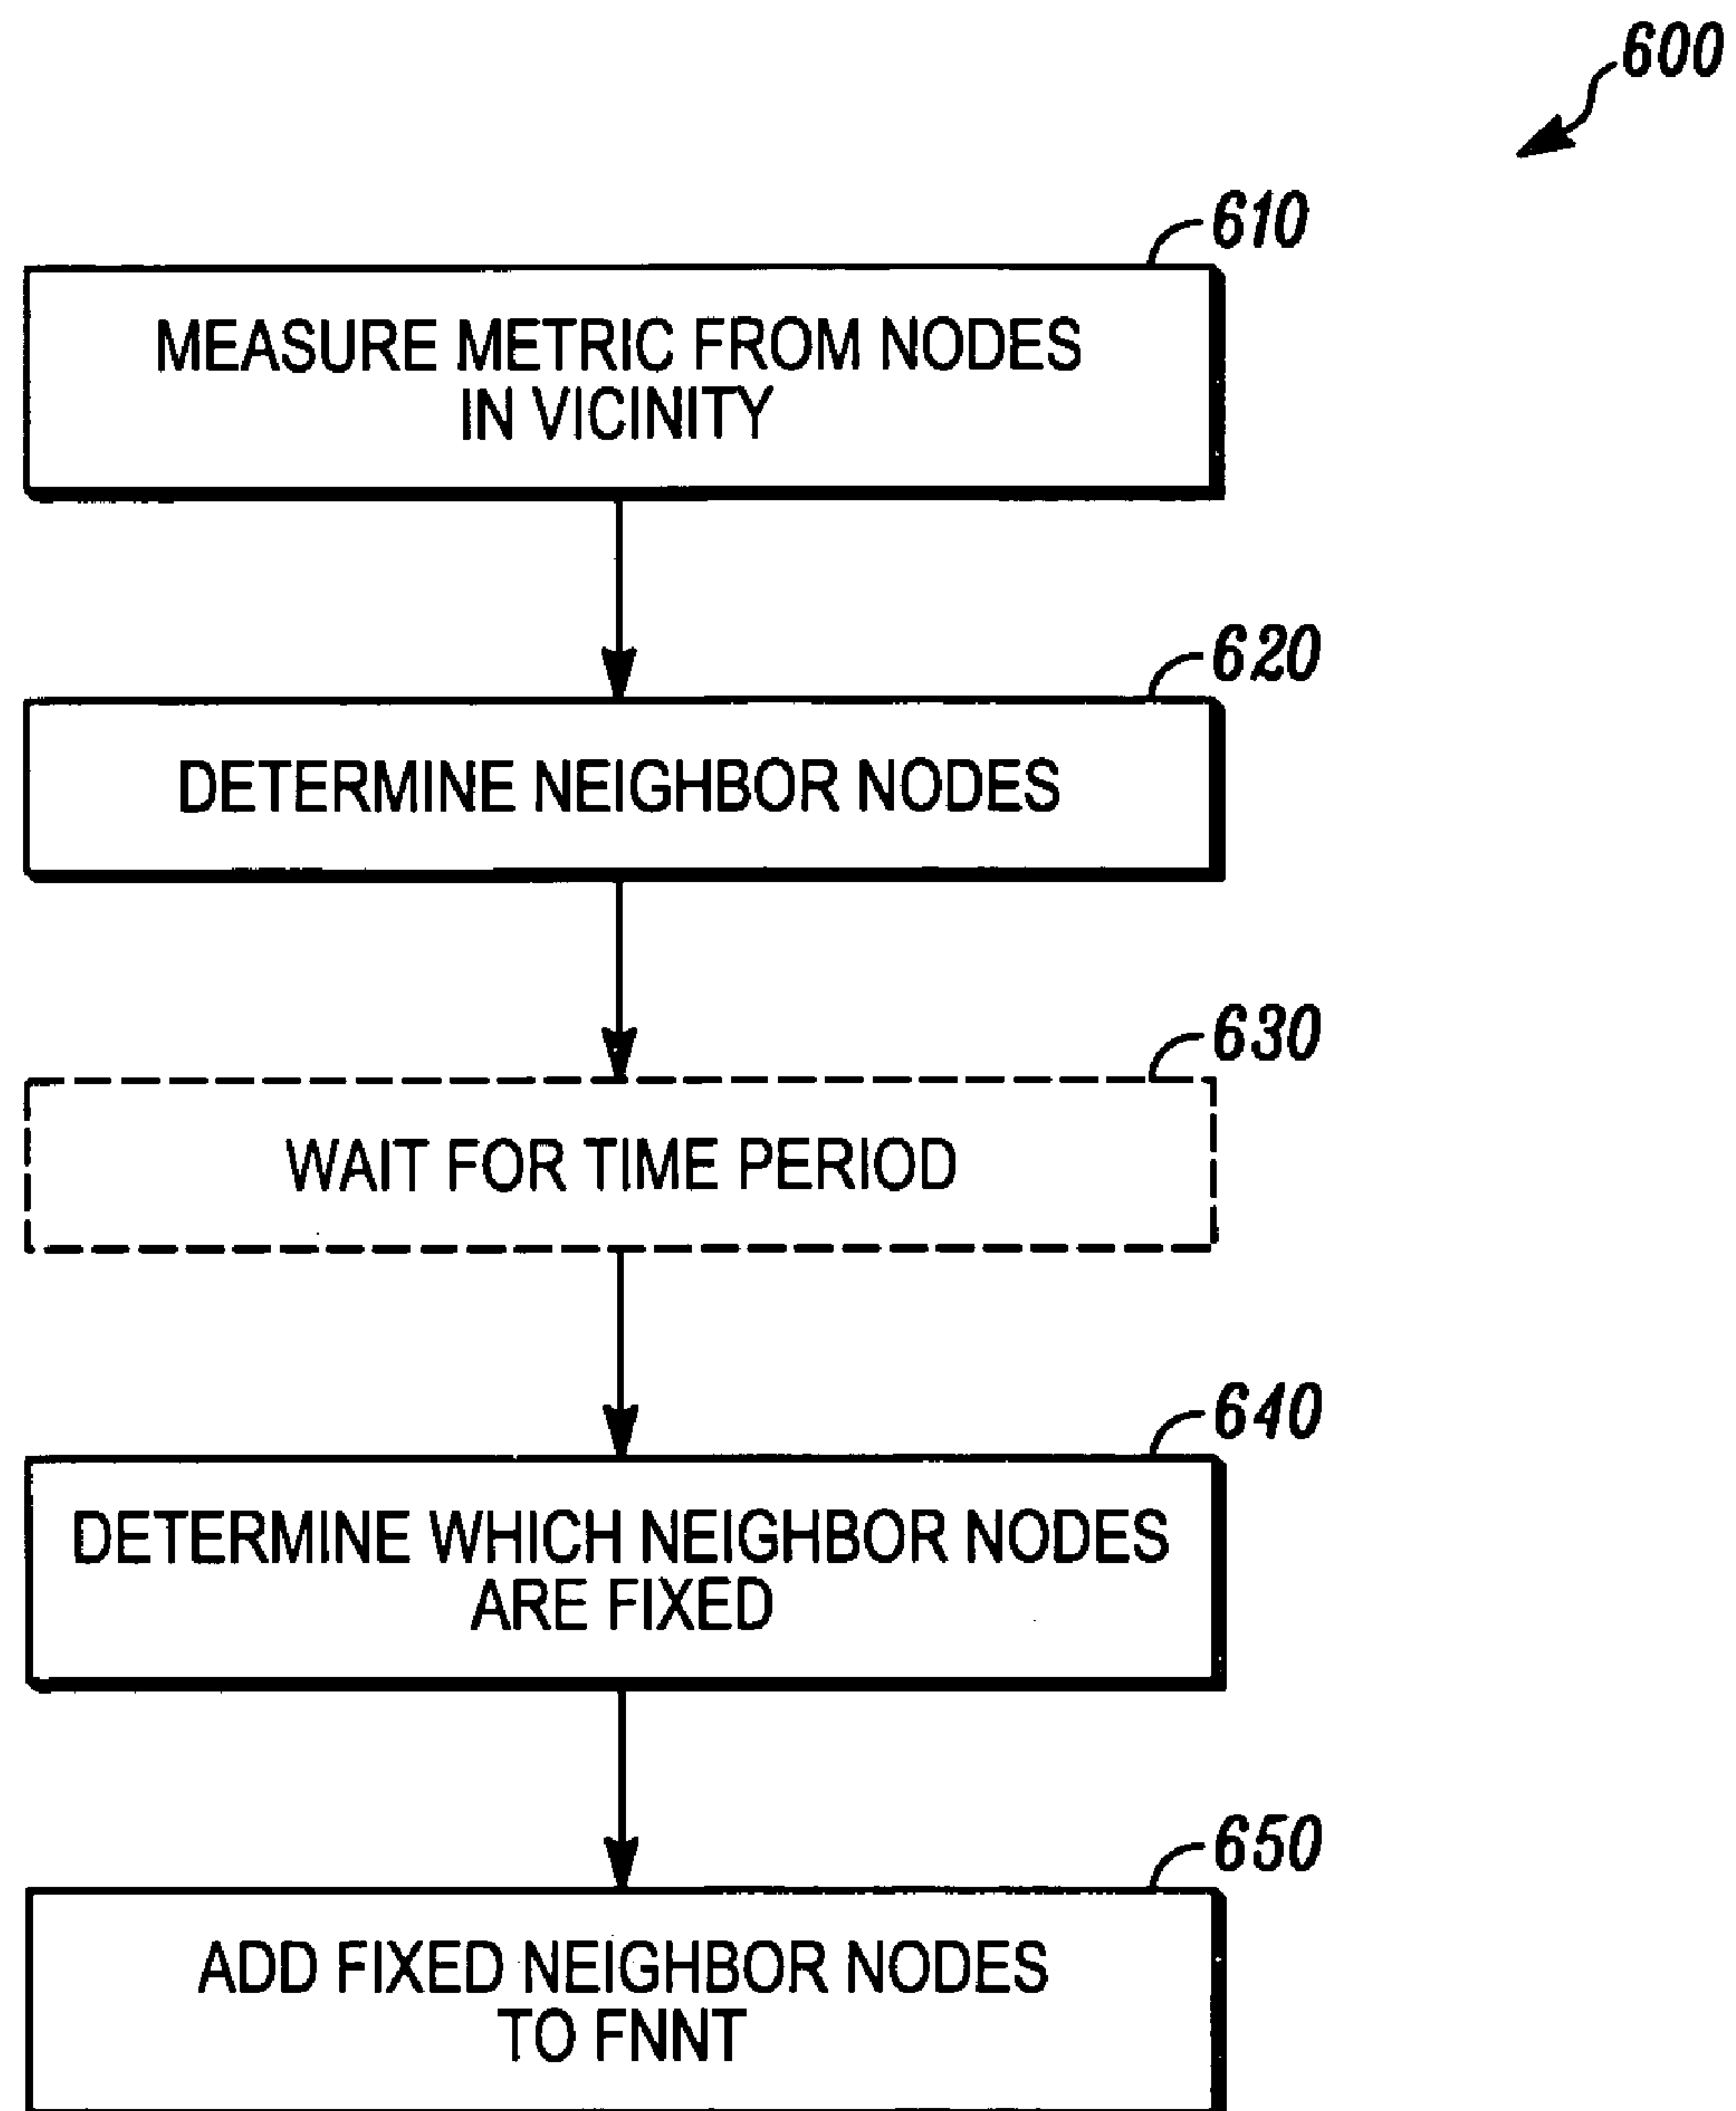 600
610
MEASURE METRIC FROM NODES
IN VICINITY
620
DETERMINE NEIGHBOR NODES
630
WAIT FOR TIME PERIOD
640
DETERMINE WHICH NEIGHBOR NODES
ARE FIXED
650
ADD FIXED NEIGHBOR NODES
TO FNNT